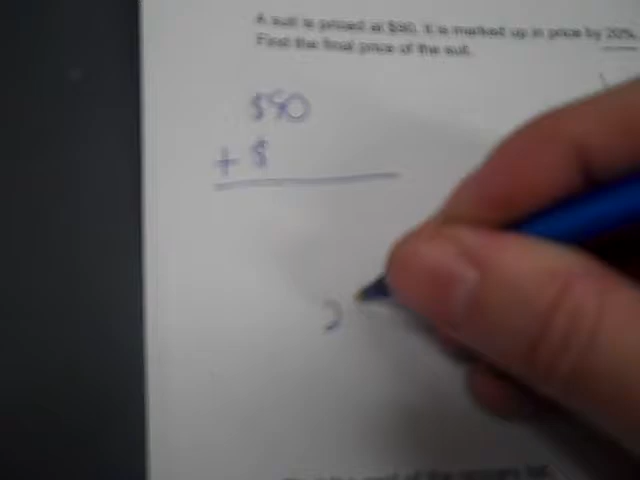 A suit is priced at $90. It is marked up in price by 20%.
Find the final price of the suit.
$90
+ $